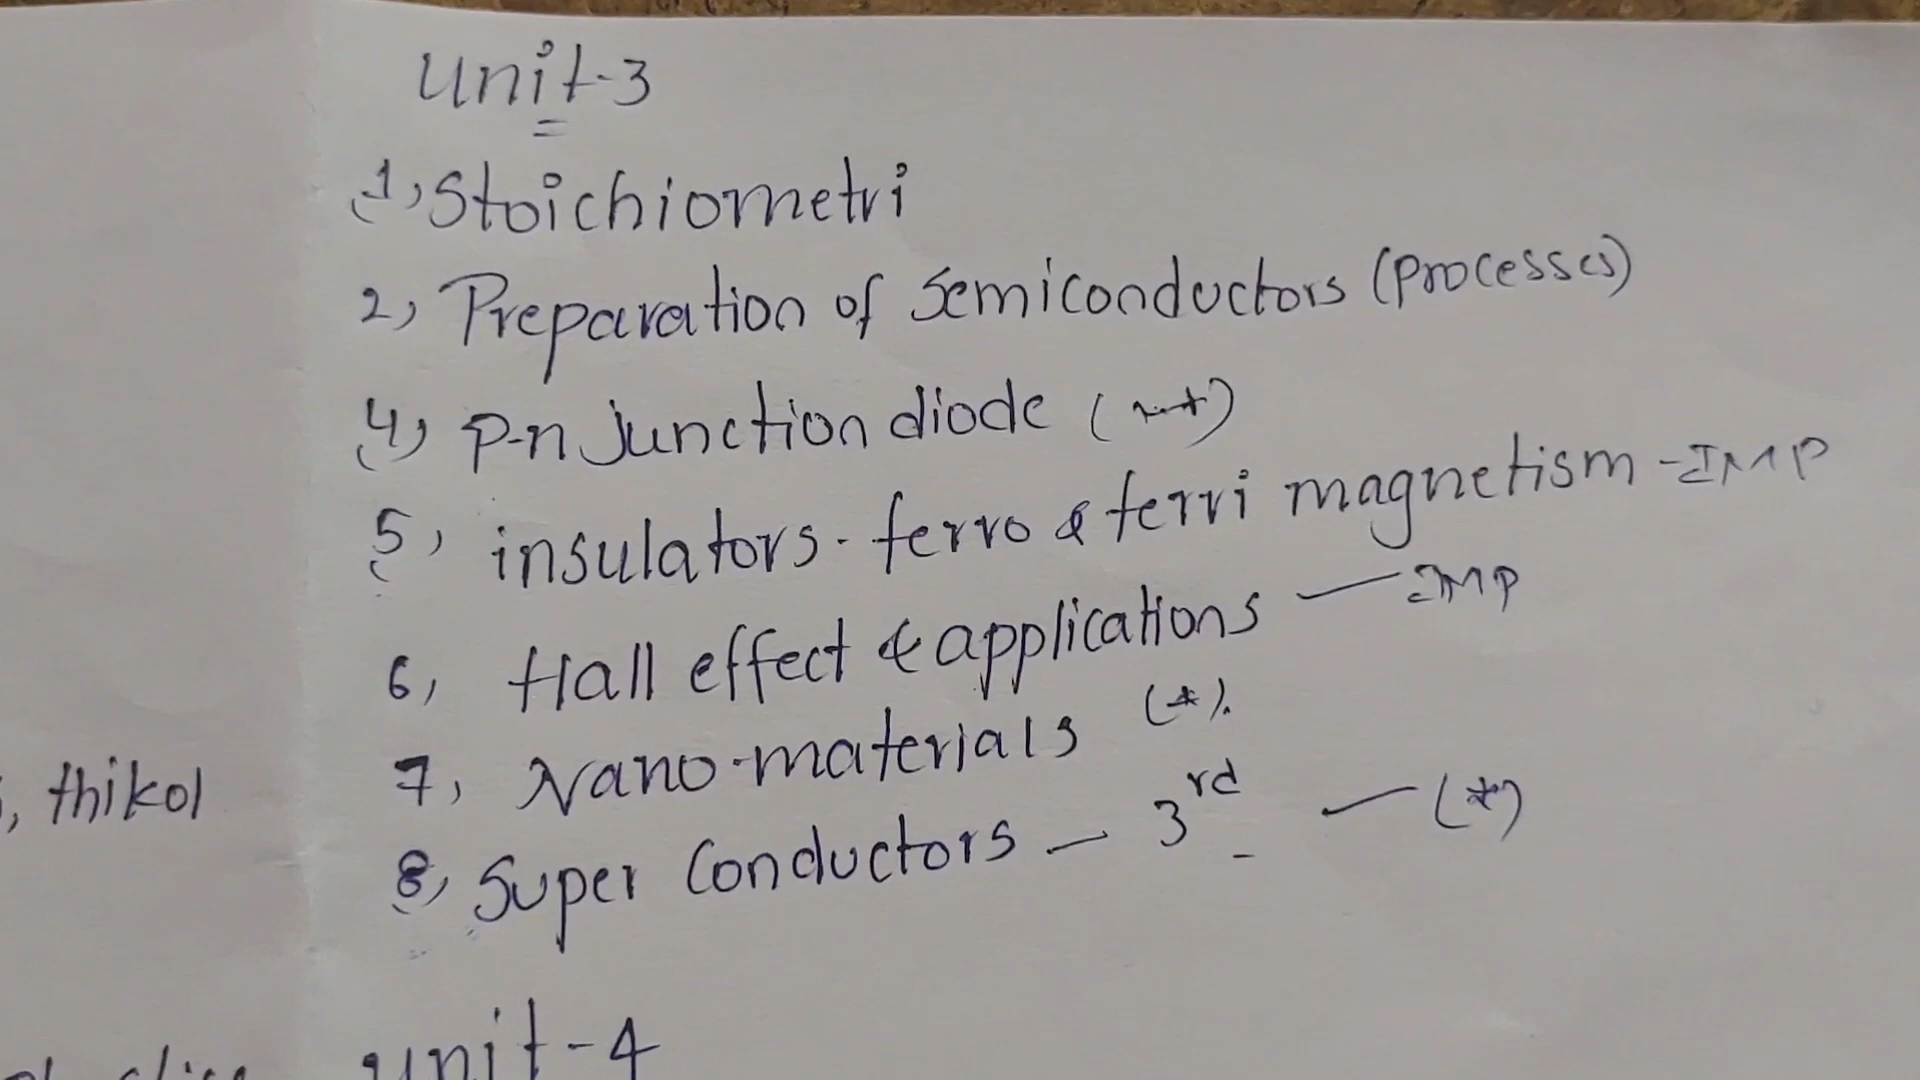 Unit-3
1, Stoichiometri
2, Preparation of Semiconductors (Processes)
4, P-n Junction diode (**)
5, insulators - ferro & ferri magnetism - IMP
6, Hall effect & applications — IMP
7, Nano-materials (*).
, thikol
8, Super Conductors — 3rd — (*)
unit-4